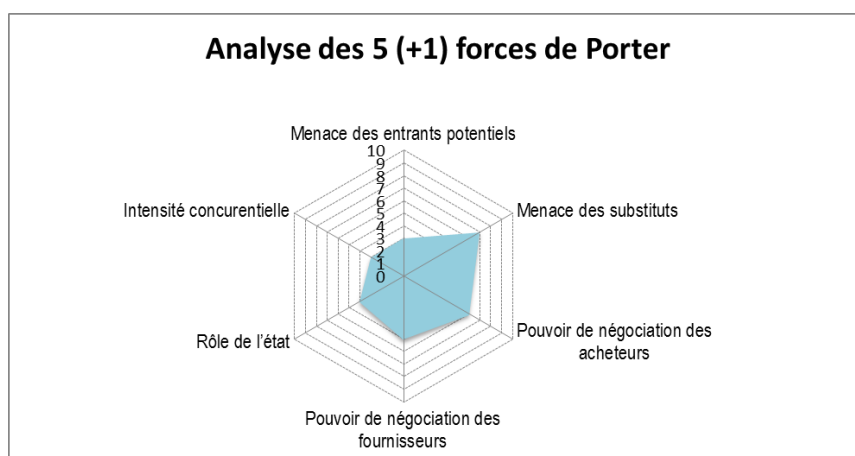 Analyse des 5 (+1) forces de Porter
Menace des entrants potentiels
10
9
8
7
6
5
4
3
2
1
0
Intensité concurentielle
Menace des substituts
Rôle de l'état
Pouvoir de négociation des
acheteurs
Pouvoir de négociation des
fournisseurs